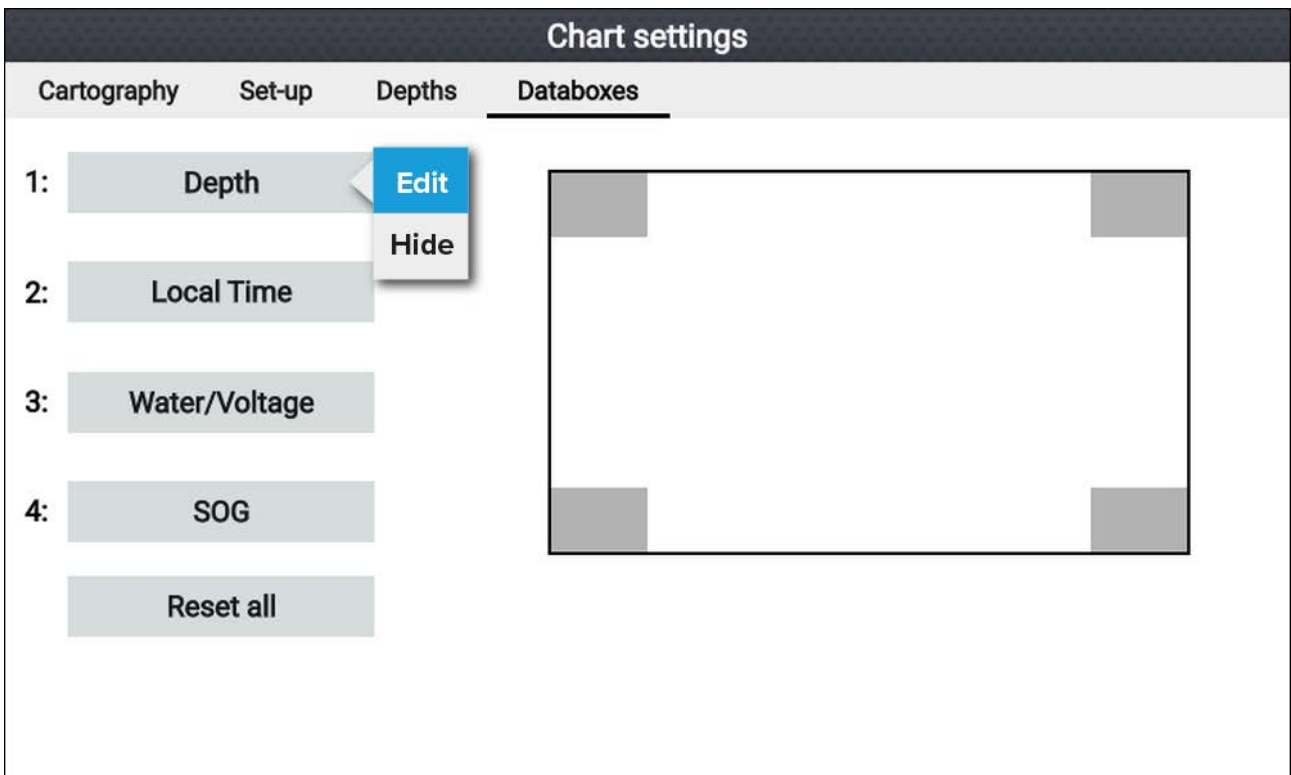 Chart settings
Cartography Set-up Depths Databoxes
1: Depth Edit
Hide
2: Local Time
3: Water/Voltage
4: SOG
Reset all